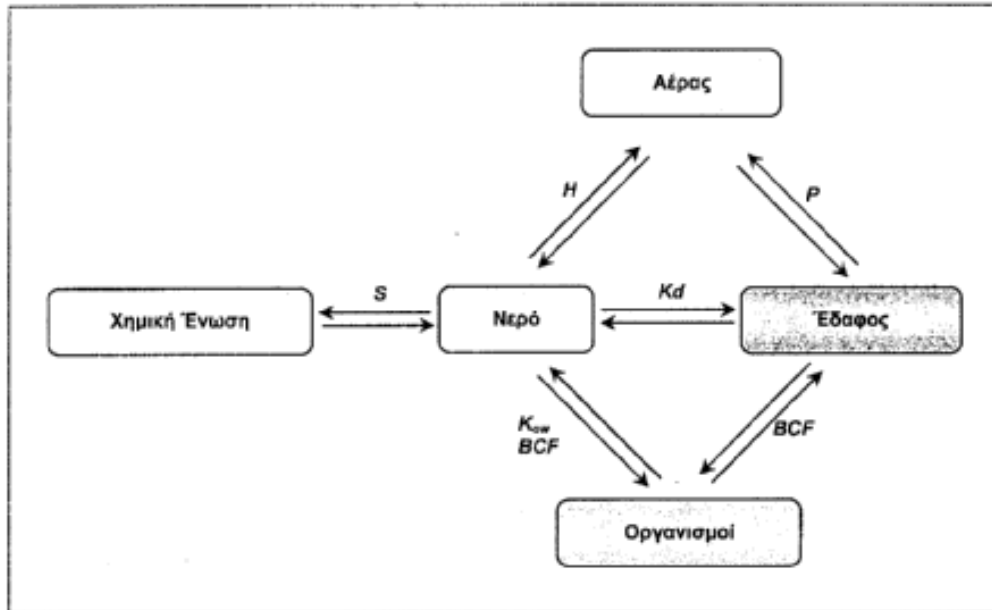 Αέρας
H
P
Χημική Ένωση
S
Νερό
Kd
Έδαφος
Kow
BCF
BCF
Οργανισμοί